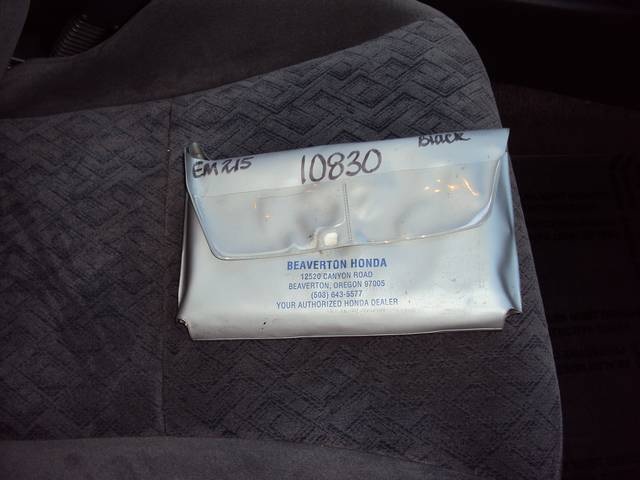 EM215 10830 Black
BEAVERTON HONDA
12520 CANYON ROAD
BEAVERTON, OREGON 97005
(503) 643-5577
YOUR AUTHORIZED HONDA DEALER